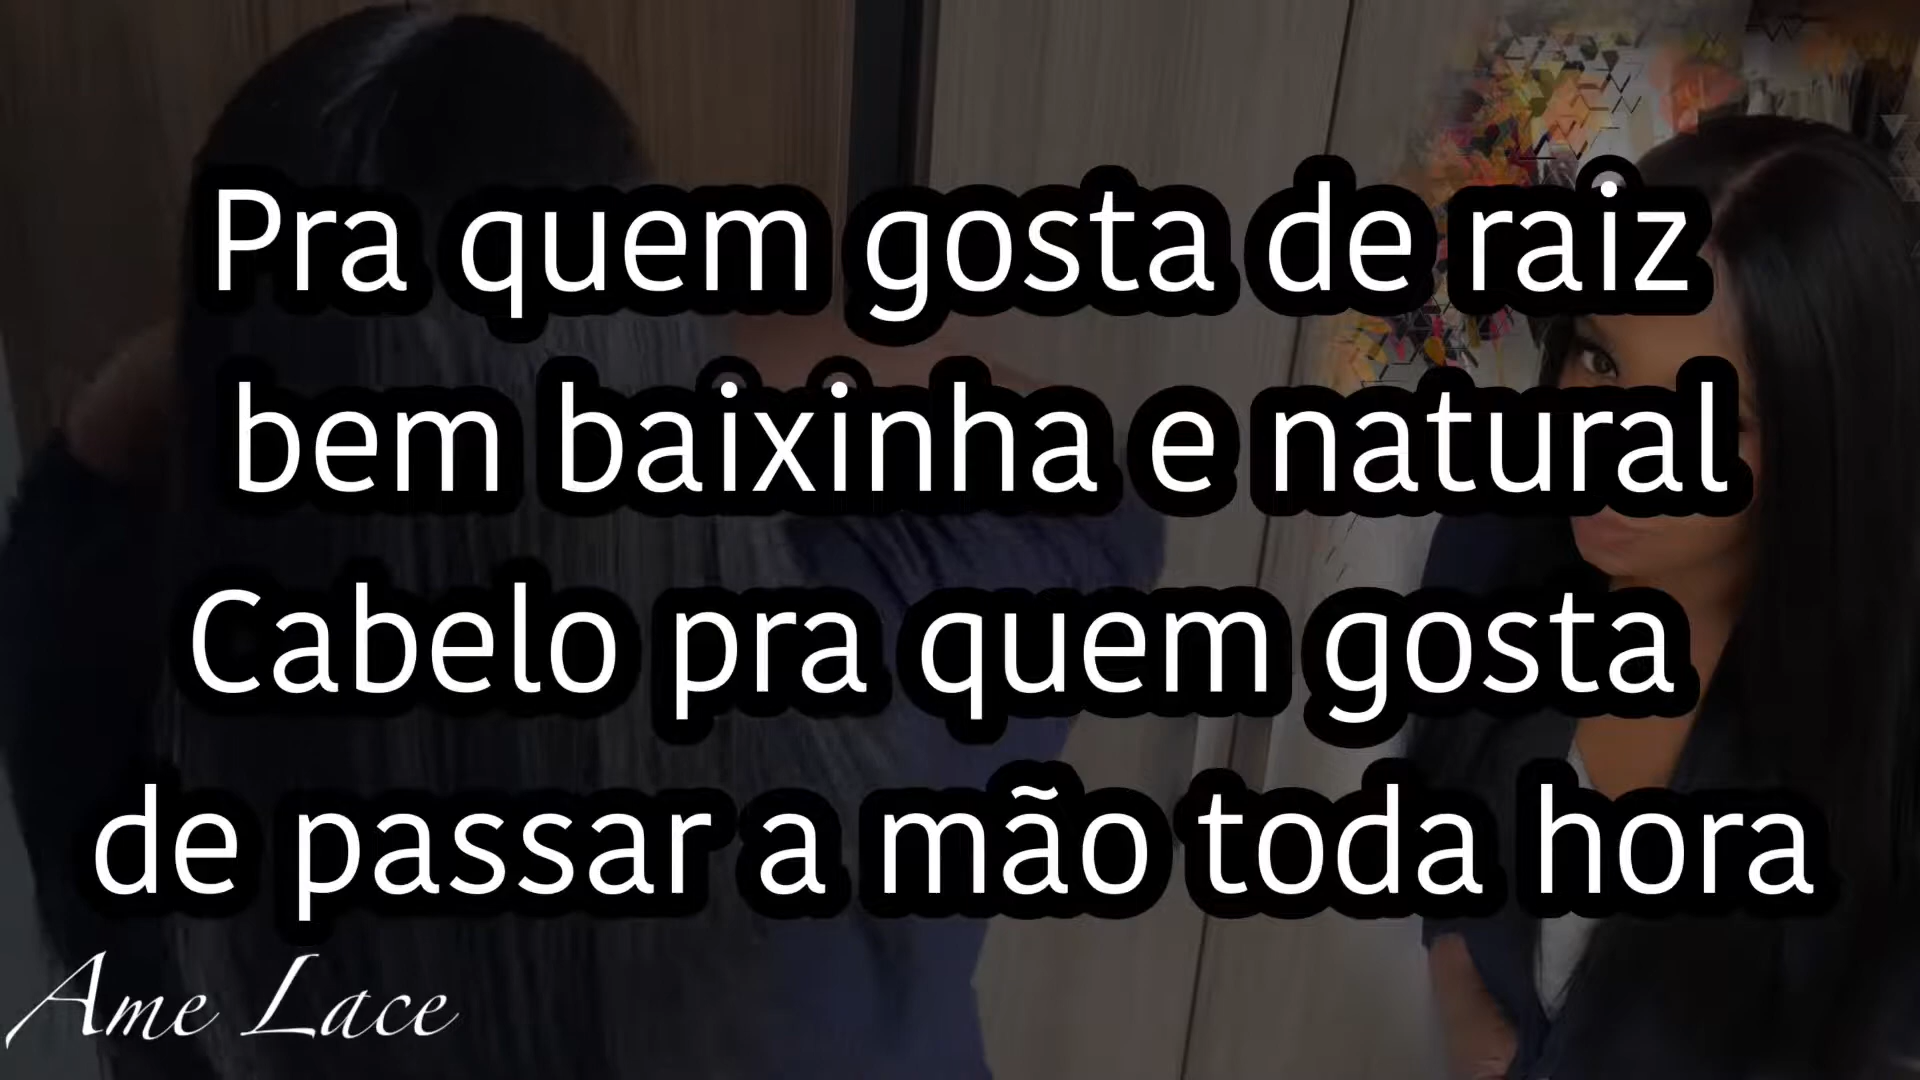 Pra quem gosta de raiz
bem baixinha e natural
Cabelo pra quem gosta
de passar a mão toda hora
Ame Lace